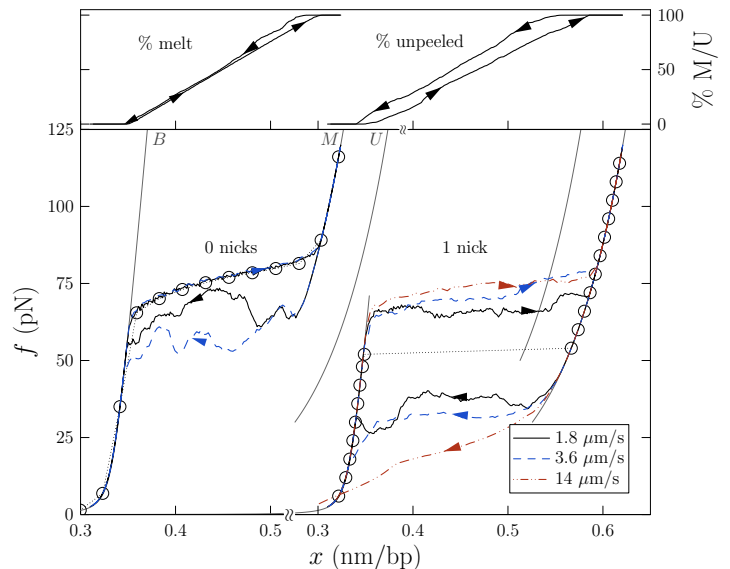 % melt
% unpeeled
100
50
0
% M/U
125
100
75
50
25
0
f (pN)
B
M
U
0 nicks
1 nick
1.8 μm/s
3.6 μm/s
14 μm/s
0.3
0.4
0.5
0.3
0.4
0.5
0.6
x (nm/bp)